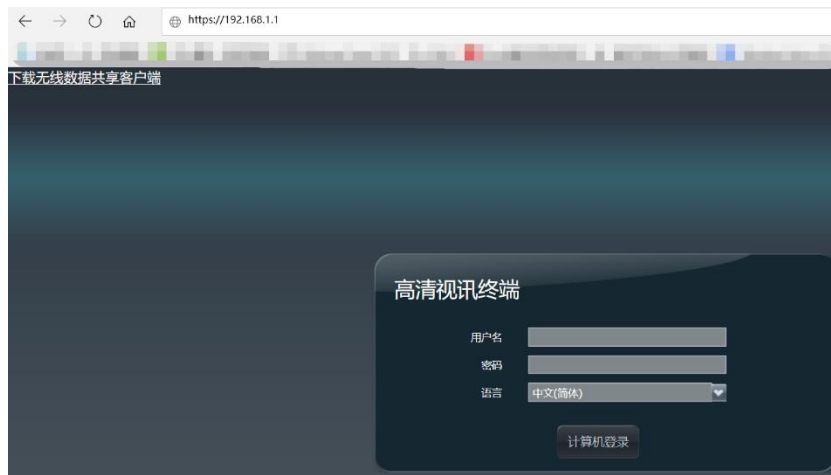 https://192.168.1.1
下载无线数据共享客户端
高清视讯终端
用户名
密码
语言 中文(简体)
计算机登录